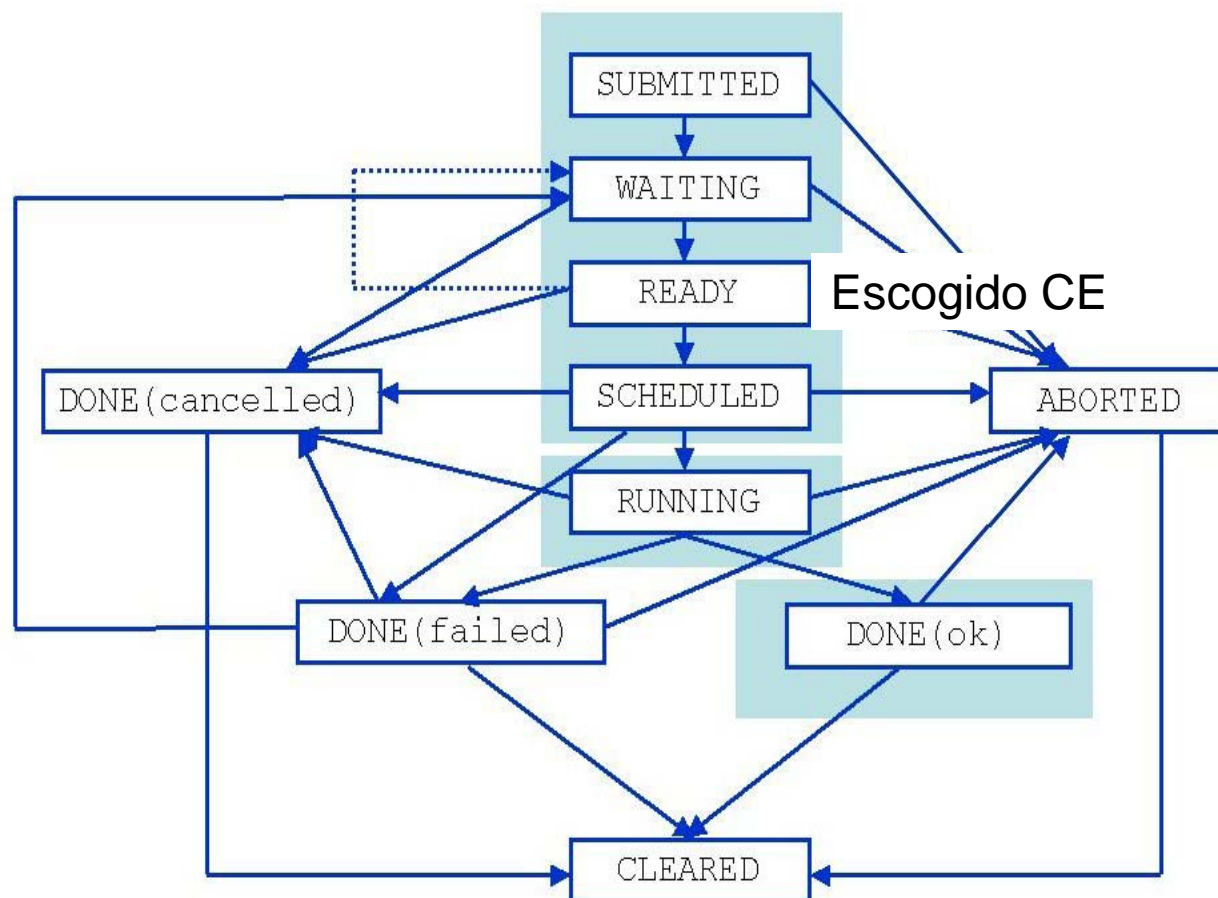 SUBMITTED
WAITING
READY
Escogido CE
DONE(cancelled)
SCHEDULED
ABORTED
RUNNING
DONE(failed)
DONE(ok)
CLEARED